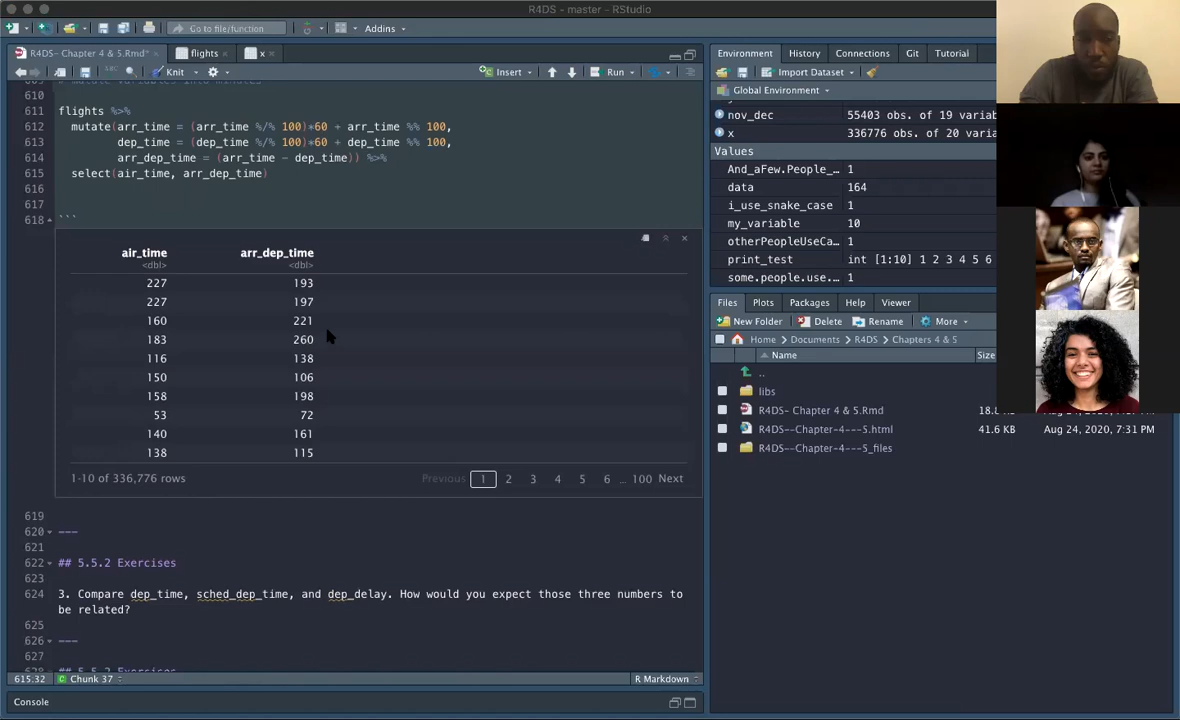 R4DS - master - RStudio
Go to file/function
Addins
R4DS- Chapter 4 & 5.Rmd*
flights
x
Knit
Insert
Run
610
611 flights %>%
612 mutate(arr_time = (arr_time %/% 100)*60 + arr_time %% 100,
613 dep_time = (dep_time %/% 100)*60 + dep_time %% 100,
614 arr_dep_time = (arr_time - dep_time)) %>%
615 select(air_time, arr_dep_time)
616
617
618 ```
air_time arr_dep_time
<dbl> <dbl>
227 193
227 197
160 221
183 260
116 138
150 106
158 198
53 72
140 161
138 115
1-10 of 336,776 rows
Previous 1 2 3 4 5 6 ... 100 Next
619
620 ---
621
622 ## 5.5.2 Exercises
623
624 3. Compare dep_time, sched_dep_time, and dep_delay. How would you expect those three numbers to
be related?
625
626 ---
627
628 ## 5.5.2 Exercises
615:32 Chunk 37
R Markdown
Console
Environment History Connections Git Tutorial
Import Dataset
Global Environment
nov_dec 55403 obs. of 19 variab
x 336776 obs. of 20 varia
Values
And_aFew.People_… 1
data 164
i_use_snake_case 1
my_variable 10
otherPeopleUseCa… 1
print_test int [1:10] 1 2 3 4 5 6
some.people.use.… 1
Files Plots Packages Help Viewer
New Folder Delete Rename More
Home Documents R4DS Chapters 4 & 5
Name Size
..
libs
R4DS- Chapter 4 & 5.Rmd
R4DS--Chapter-4---5.html 41.6 KB Aug 24, 2020, 7:31 PM
R4DS--Chapter-4---5_files